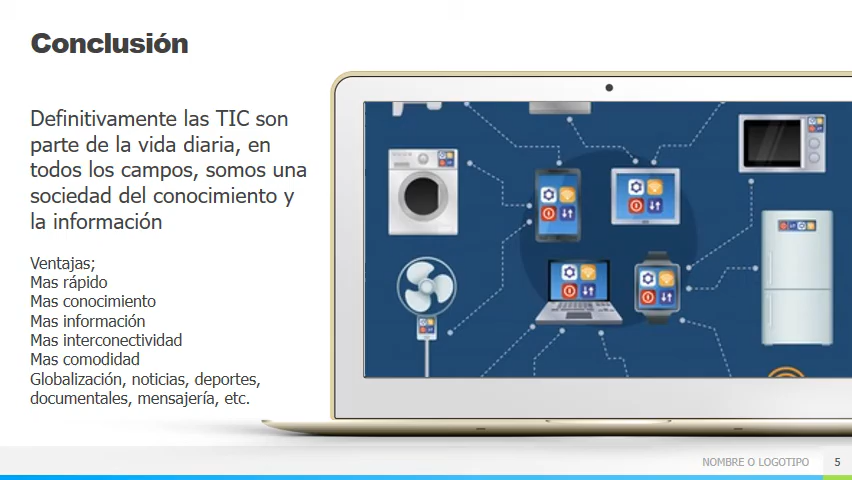 Conclusión
Definitivamente las TIC son
parte de la vida diaria, en
todos los campos, somos una
sociedad del conocimiento y
la información
Ventajas;
Mas rápido
Mas conocimiento
Mas información
Mas interconectividad
Mas comodidad
Globalización, noticias, deportes,
documentales, mensajería, etc.
NOMBRE O LOGOTIPO
5